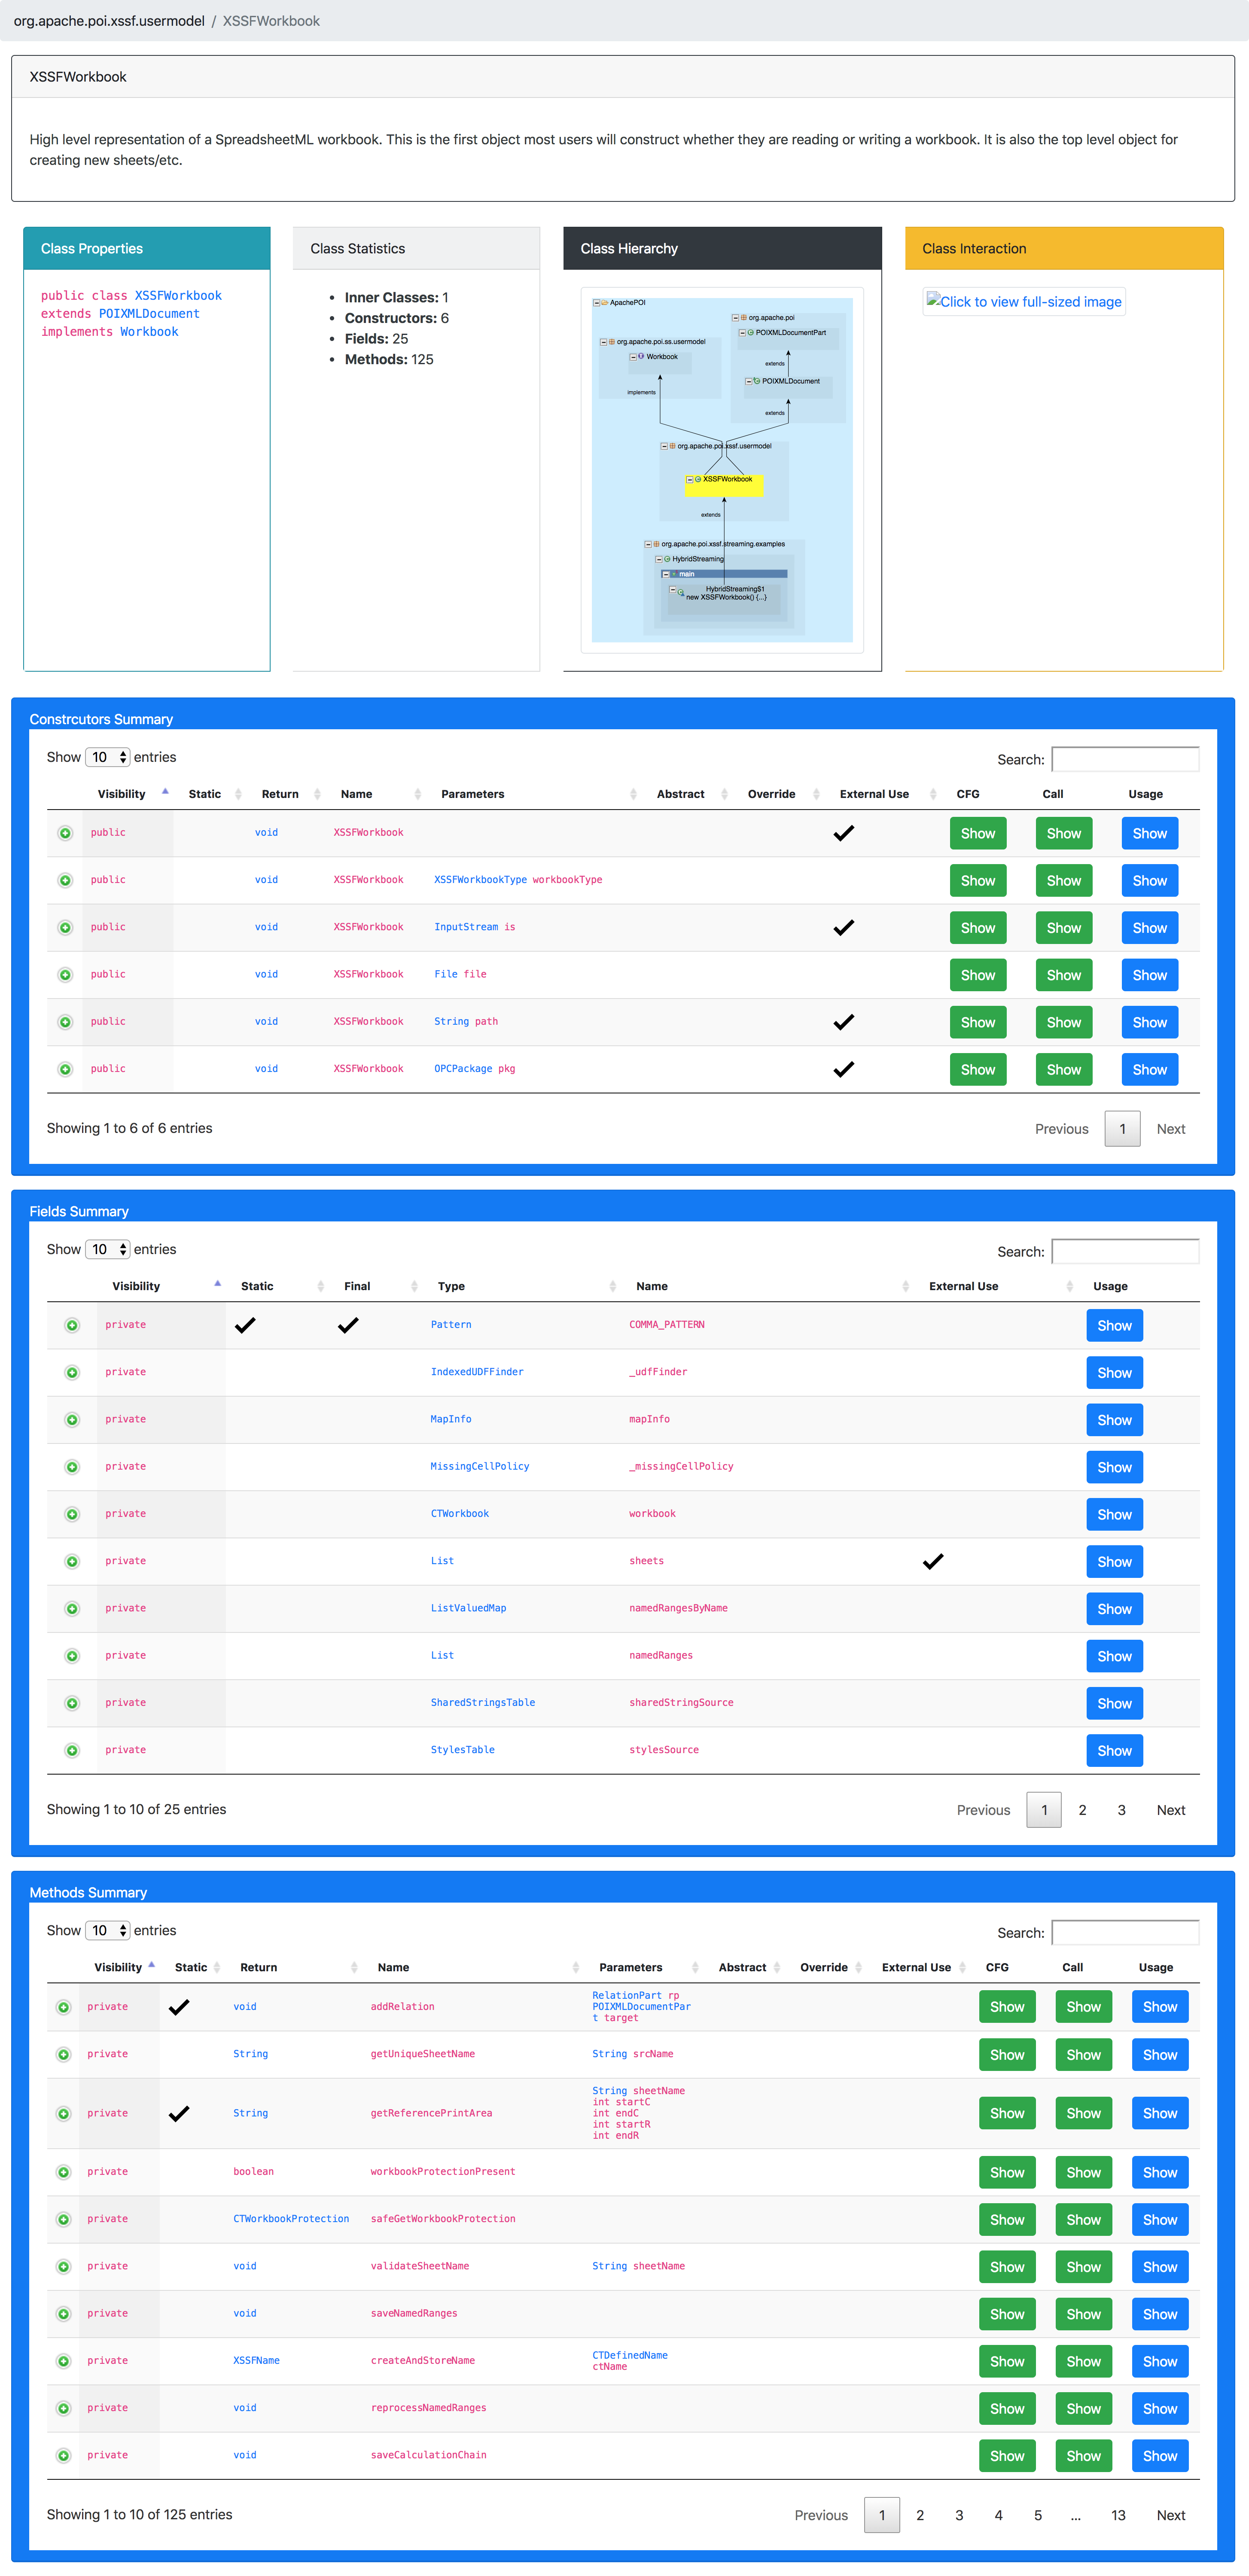 org.apache.poi.xssf.usermodel / XSSFWorkbook
XSSFWorkbook
High level representation of a SpreadsheetML workbook. This is the first object most users will construct whether they are reading or writing a workbook. It is also the top level object for
creating new sheets/etc.
Class Properties
public class XSSFWorkbook
extends POIXMLDocument
implements Workbook
Class Statistics
Inner Classes: 1
Constructors: 6
Fields: 25
Methods: 125
Class Hierarchy
ApachePOI
org.apache.poi
POIXMLDocumentPart
org.apache.poi.ss.usermodel
Workbook
extends
POIXMLDocument
implements
extends
org.apache.poi.xssf.usermodel
XSSFWorkbook
extends
org.apache.poi.xssf.streaming.examples
HybridStreaming
main
HybridStreaming$1
new XSSFWorkbook() {...}
Class Interaction
Click to view full-sized image
Constrcutors Summary
Show 10 entries Search:
Visibility Static Return Name Parameters Abstract Override External Use CFG Call Usage
public void XSSFWorkbook Show Show Show
public void XSSFWorkbook XSSFWorkbookType workbookType Show Show Show
public void XSSFWorkbook InputStream is Show Show Show
public void XSSFWorkbook File file Show Show Show
public void XSSFWorkbook String path Show Show Show
public void XSSFWorkbook OPCPackage pkg Show Show Show
Showing 1 to 6 of 6 entries Previous 1 Next
Fields Summary
Show 10 entries Search:
Visibility Static Final Type Name External Use Usage
private Pattern COMMA_PATTERN Show
private IndexedUDFFinder _udfFinder Show
private MapInfo mapInfo Show
private MissingCellPolicy _missingCellPolicy Show
private CTWorkbook workbook Show
private List sheets Show
private ListValuedMap namedRangesByName Show
private List namedRanges Show
private SharedStringsTable sharedStringSource Show
private StylesTable stylesSource Show
Showing 1 to 10 of 25 entries Previous 1 2 3 Next
Methods Summary
Show 10 entries Search:
Visibility Static Return Name Parameters Abstract Override External Use CFG Call Usage
private void addRelation RelationPart rp
POIXMLDocumentPar
t target Show Show Show
private String getUniqueSheetName String srcName Show Show Show
private String getReferencePrintArea String sheetName
int startC
int endC
int startR
int endR Show Show Show
private boolean workbookProtectionPresent Show Show Show
private CTWorkbookProtection safeGetWorkbookProtection Show Show Show
private void validateSheetName String sheetName Show Show Show
private void saveNamedRanges Show Show Show
private XSSFName createAndStoreName CTDefinedName
ctName Show Show Show
private void reprocessNamedRanges Show Show Show
private void saveCalculationChain Show Show Show
Showing 1 to 10 of 125 entries Previous 1 2 3 4 5 ... 13 Next